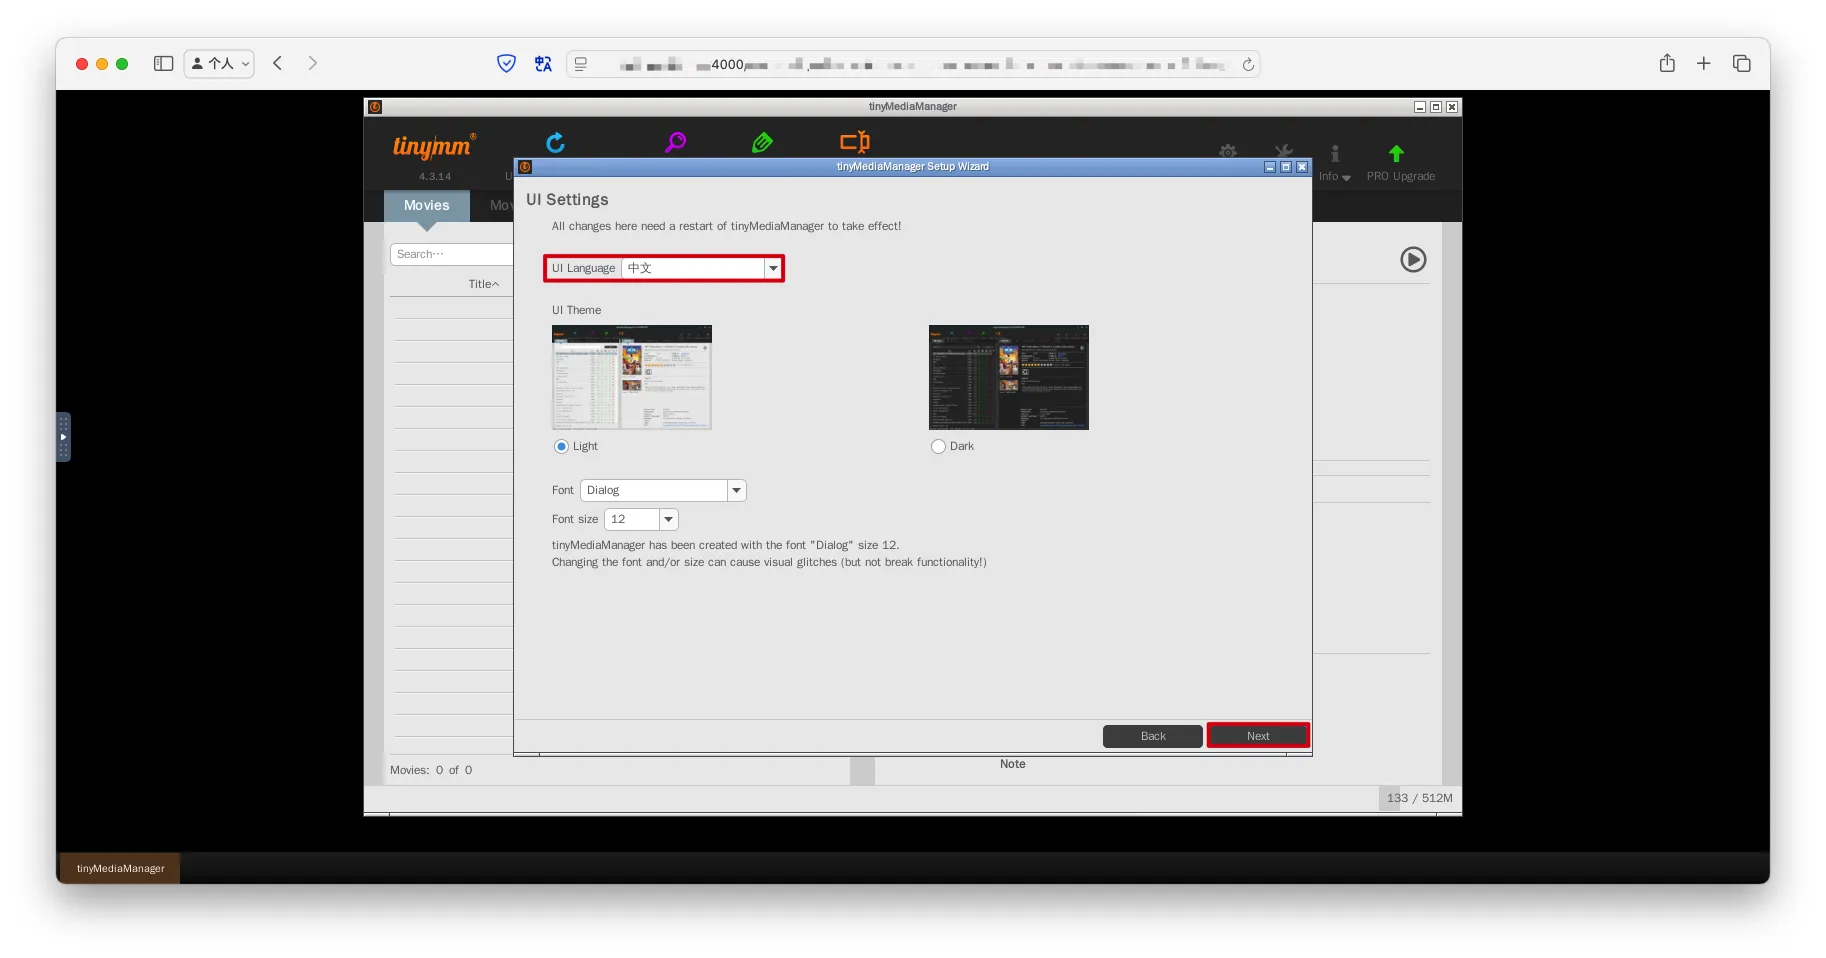 个人
4000,
tinyMediaManager
tinymm®
4.3.14
U
Info
PRO Upgrade
Movies
Mov
Search···
Title
tinyMediaManager Setup Wizard
UI Settings
All changes here need a restart of tinyMediaManager to take effect!
UI Language 中文
UI Theme
Light
Dark
Font Dialog
Font size 12
tinyMediaManager has been created with the font "Dialog" size 12.
Changing the font and/or size can cause visual glitches (but not break functionality!)
Back
Next
Movies: 0 of 0
Note
133 / 512M
tinyMediaManager